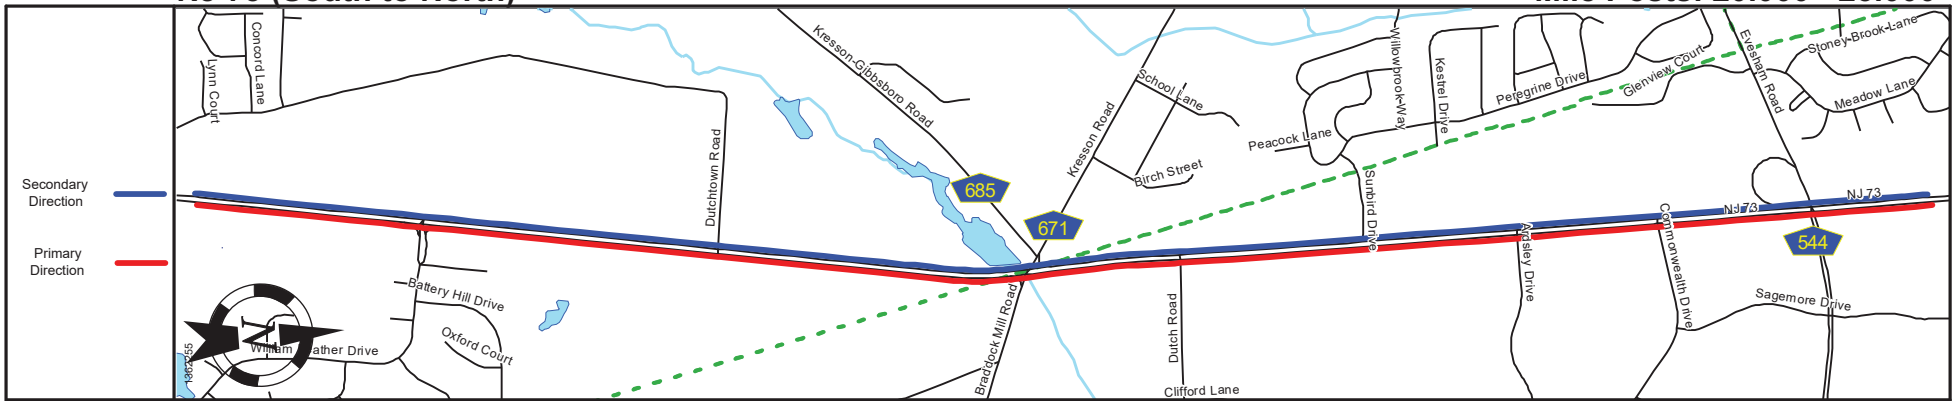 Concord Lane
Lynn Court
Kresson-Gibbsboro Road
School Lane
Kresson Road
Birch Street
Peacock Lane
Willowbrook Way
Kestrel Drive
Peregrine Drive
Glenview Court
Evesham Road
Stoney Brook Lane
Meadow Lane
Dutchtown Road
Sunbird Drive
Secondary
Direction
685
671
NJ 73
NJ 73
544
Primary
Direction
Battery Hill Drive
Oxford Court
N
1362255
Braddock Mill Road
Dutch Road
Clifford Lane
Ardsley Drive
Commonwealth Drive
Sagemore Drive